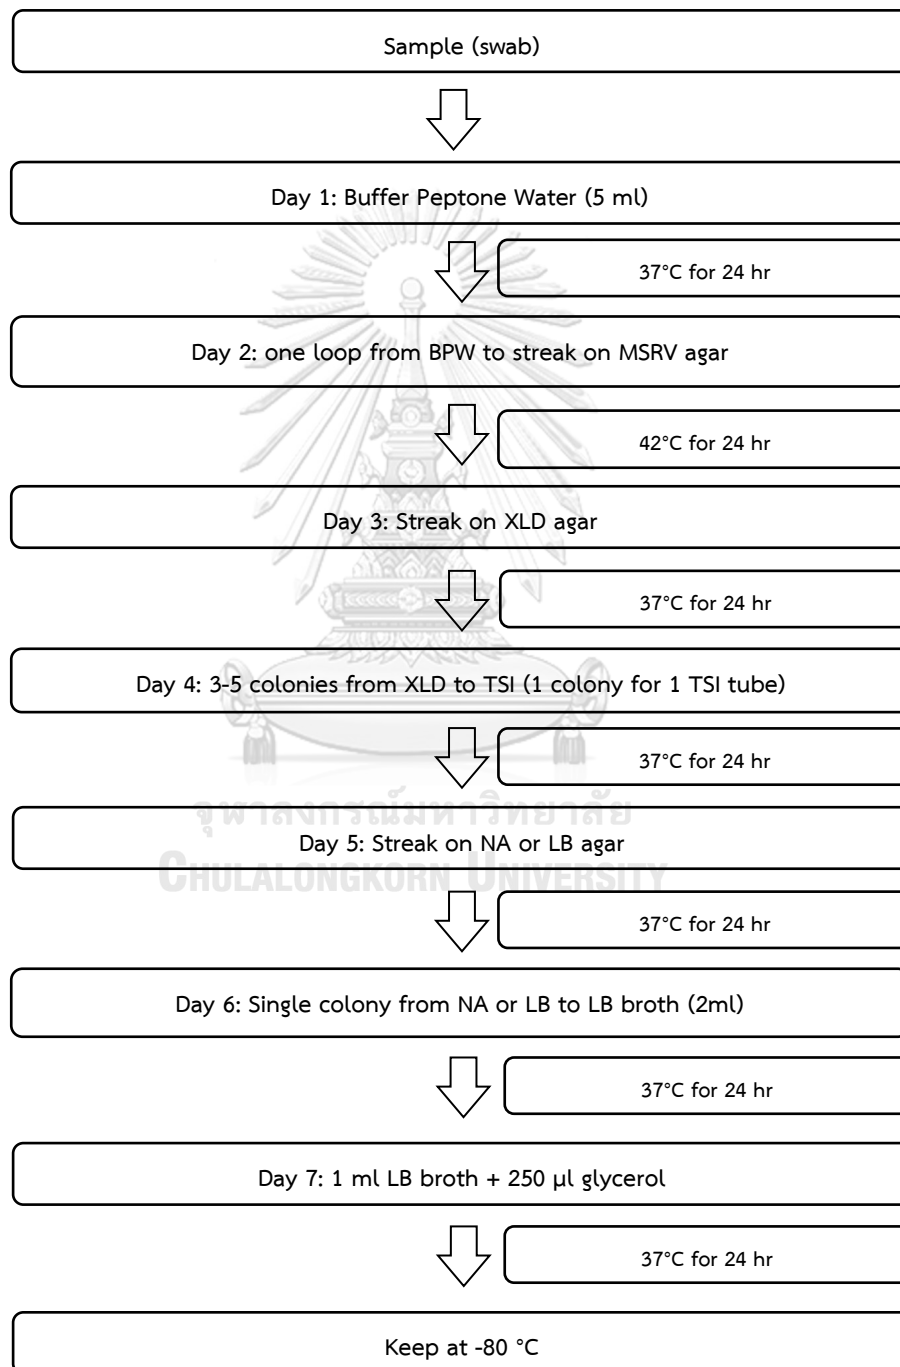 Sample (swab)
Day 1: Buffer Peptone Water (5 ml)
37°C for 24 hr
Day 2: one loop from BPW to streak on MSRV agar
42°C for 24 hr
Day 3: Streak on XLD agar
37°C for 24 hr
Day 4: 3-5 colonies from XLD to TSI (1 colony for 1 TSI tube)
37°C for 24 hr
จุฬาลงกรณ์มหาวิทยาลัย
Day 5: Streak on NA or LB agar
CHULALONGKORN UNIVERSITY
37°C for 24 hr
Day 6: Single colony from NA or LB to LB broth (2ml)
37°C for 24 hr
Day 7: 1 ml LB broth + 250 µl glycerol
37°C for 24 hr
Keep at -80 °C